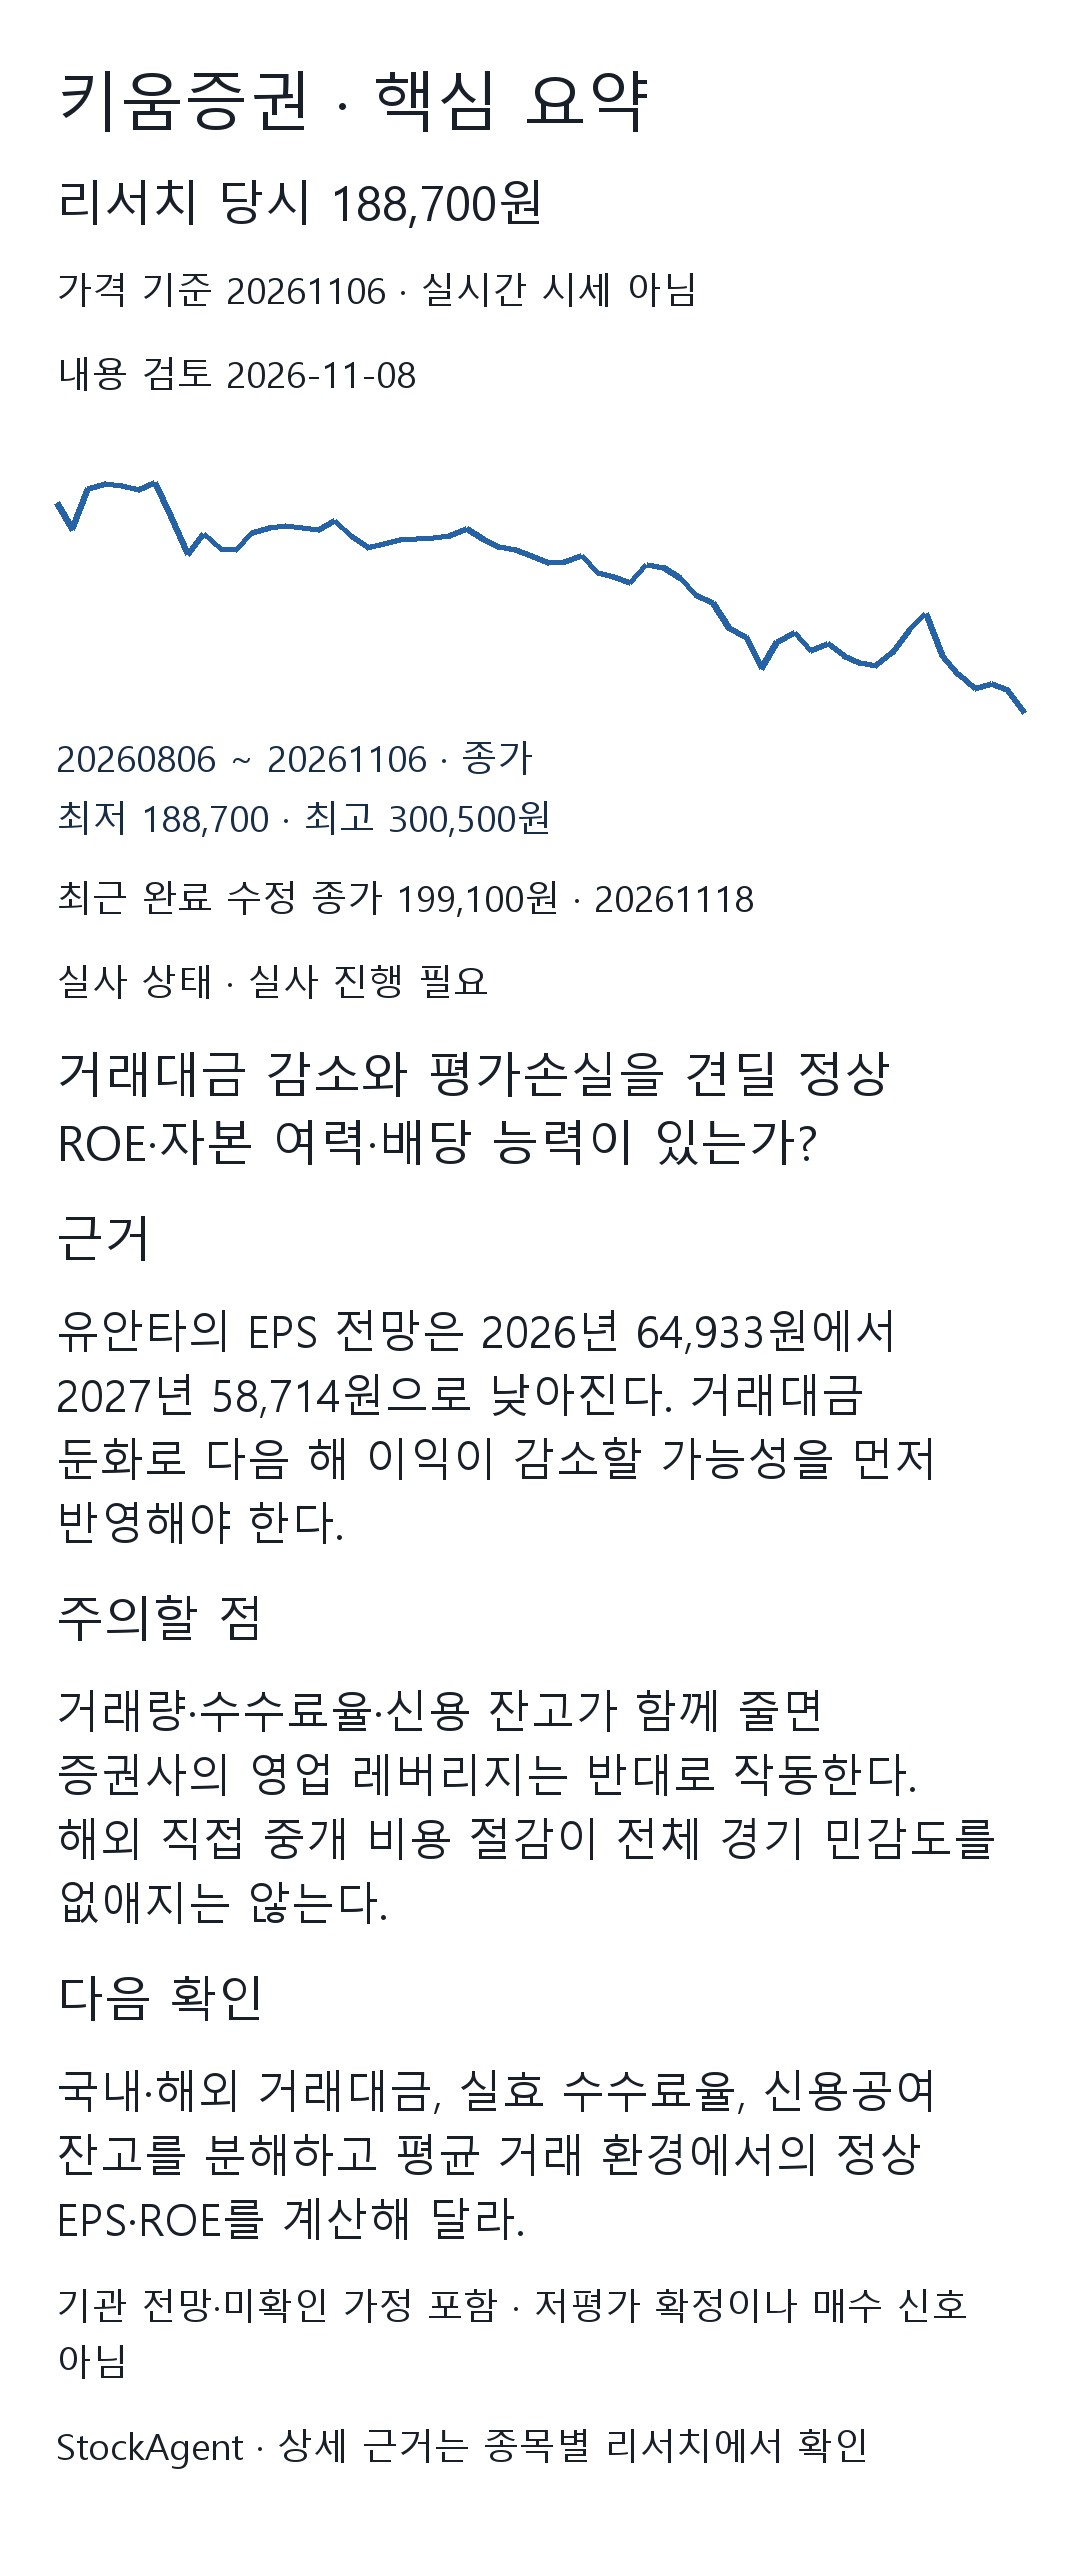 키움증권 · 핵심 요약
리서치 당시 188,700원
가격 기준 20261106 · 실시간 시세 아님
내용 검토 2026-11-08
20260806 ~ 20261106 · 종가
최저 188,700 · 최고 300,500원
최근 완료 수정 종가 199,100원 · 20261118
실사 상태 · 실사 진행 필요
거래대금 감소와 평가손실을 견딜 정상
ROE·자본 여력·배당 능력이 있는가?
근거
유안타의 EPS 전망은 2026년 64,933원에서
2027년 58,714원으로 낮아진다. 거래대금
둔화로 다음 해 이익이 감소할 가능성을 먼저
반영해야 한다.
주의할 점
거래량·수수료율·신용 잔고가 함께 줄면
증권사의 영업 레버리지는 반대로 작동한다.
해외 직접 중개 비용 절감이 전체 경기 민감도를
없애지는 않는다.
다음 확인
국내·해외 거래대금, 실효 수수료율, 신용공여
잔고를 분해하고 평균 거래 환경에서의 정상
EPS·ROE를 계산해 달라.
기관 전망·미확인 가정 포함 · 저평가 확정이나 매수 신호
아님
StockAgent · 상세 근거는 종목별 리서치에서 확인